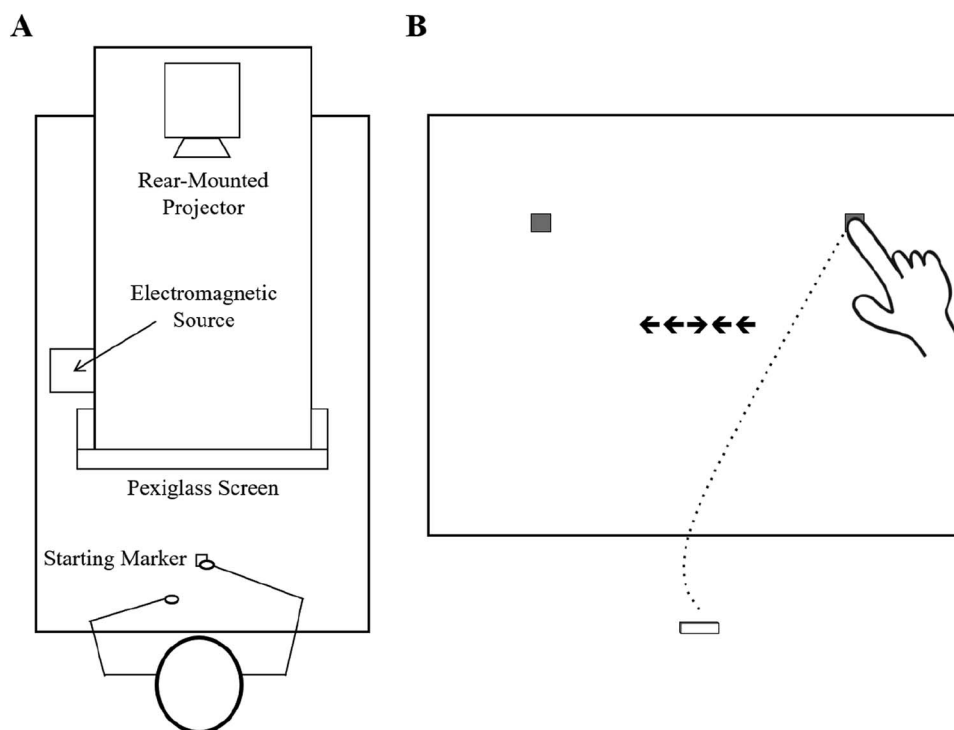 A
B
Rear-Mounted
Projector
Electromagnetic
Source
Pexiglass Screen
Starting Marker
←←→←←